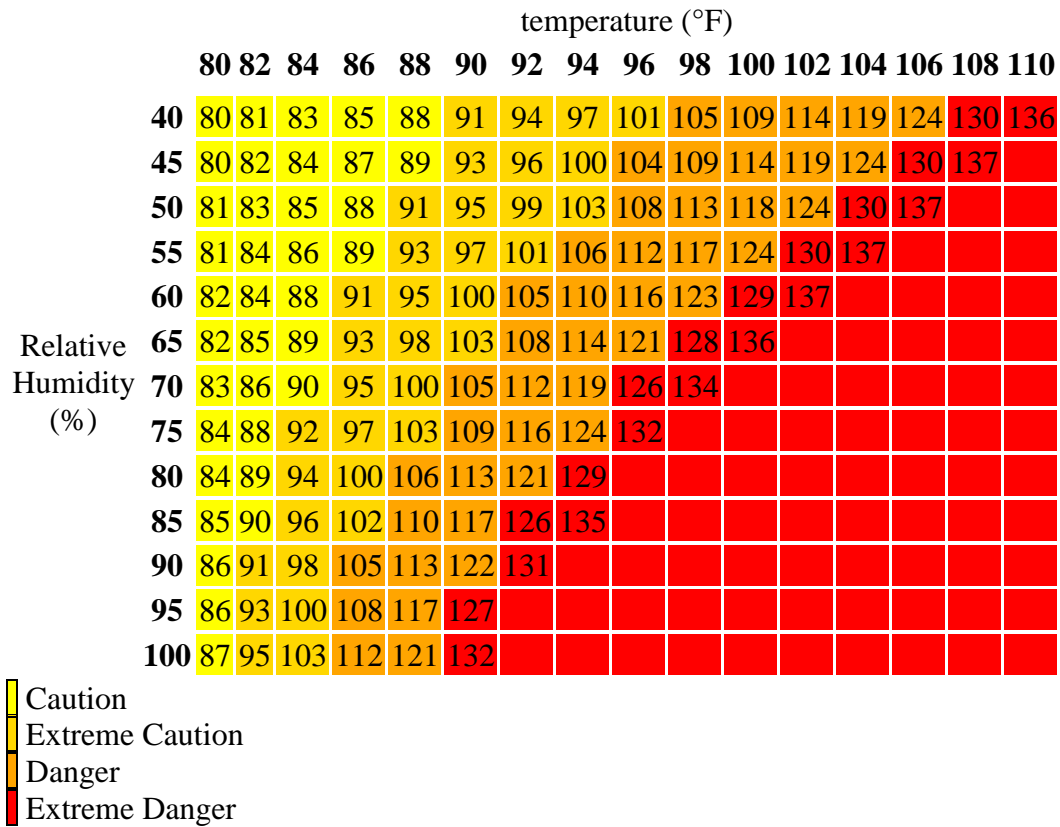 temperature (°F)
80 82 84 86 88 90 92 94 96 98 100 102 104 106 108 110
40 80 81 83 85 88 91 94 97 101 105 109 114 119 124 130 136
45 80 82 84 87 89 93 96 100 104 109 114 119 124 130 137
50 81 83 85 88 91 95 99 103 108 113 118 124 130 137
55 81 84 86 89 93 97 101 106 112 117 124 130 137
60 82 84 88 91 95 100 105 110 116 123 129 137
Relative
65 82 85 89 93 98 103 108 114 121 128 136
Humidity
70 83 86 90 95 100 105 112 119 126 134
(%)
75 84 88 92 97 103 109 116 124 132
80 84 89 94 100 106 113 121 129
85 85 90 96 102 110 117 126 135
90 86 91 98 105 113 122 131
95 86 93 100 108 117 127
100 87 95 103 112 121 132
Caution
Extreme Caution
Danger
Extreme Danger